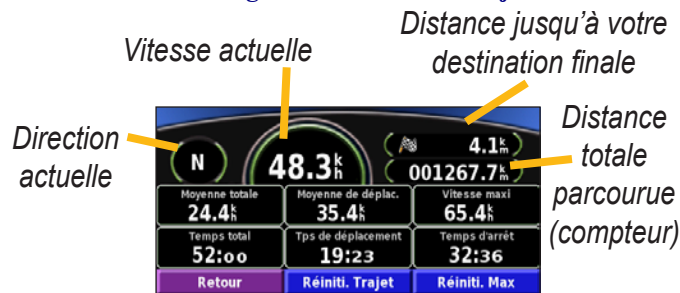 Distance jusqu'à votre
destination finale
Vitesse actuelle
Direction
actuelle
Distance
totale
parcourue
(compteur)
N
48.3 k/h
4.1 km
001267.7 km
Moyenne totale
24.4 k/h
Moyenne de déplac.
35.4 k/h
Vitesse maxi
65.4 k/h
Temps total
52:00
Tps de déplacement
19:23
Temps d'arrêt
32:36
Retour
Réiniti. Trajet
Réiniti. Max